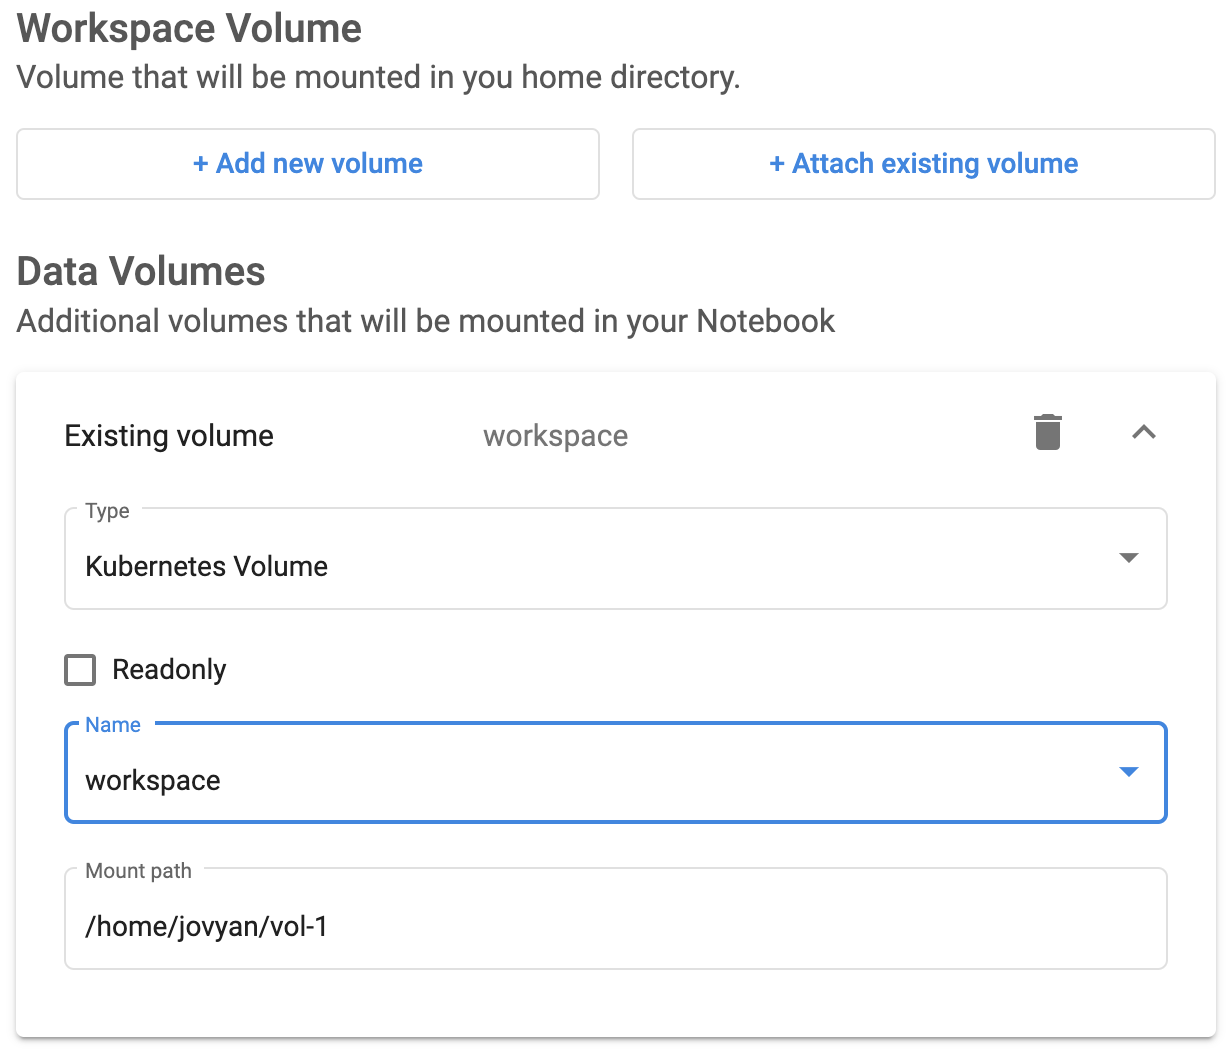 Workspace Volume
Volume that will be mounted in you home directory.
+ Add new volume
+ Attach existing volume
Data Volumes
Additional volumes that will be mounted in your Notebook
Existing volume
workspace
Type
Kubernetes Volume
Readonly
Name
workspace
Mount path
/home/jovyan/vol-1